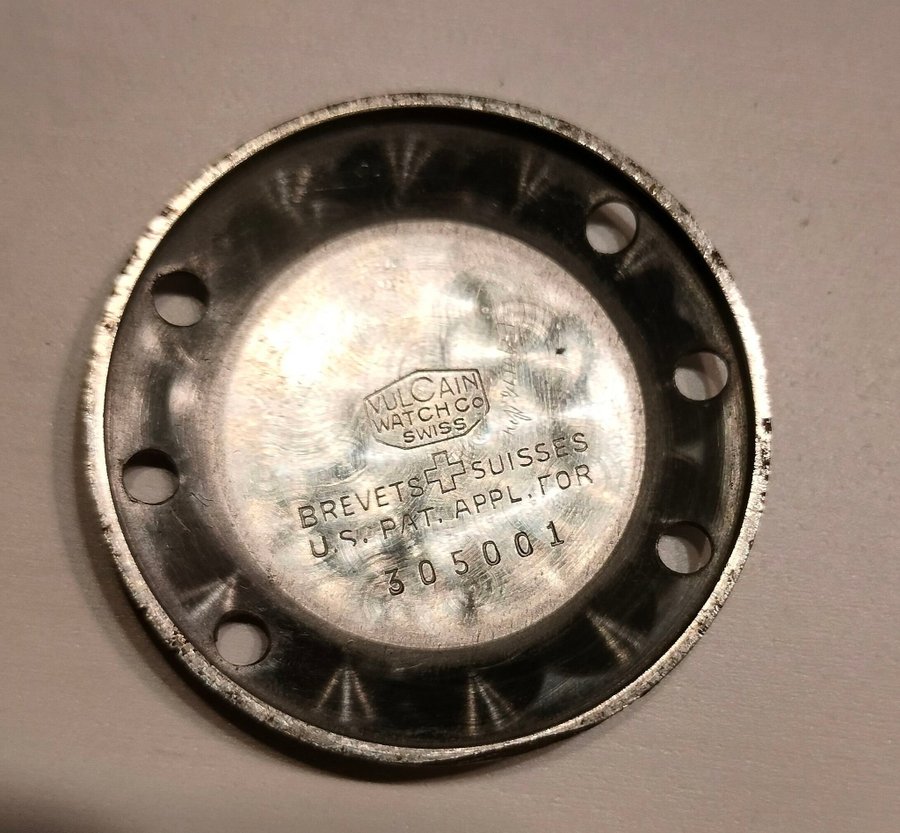 VULCAIN
WATCH Co
SWISS
BREVETS SUISSES
U.S. PAT. APPL. FOR
305001